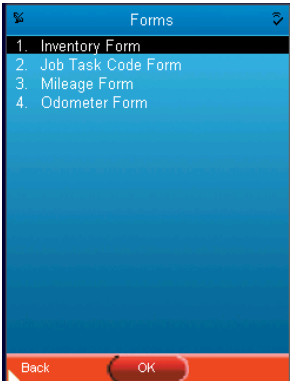 Forms
1. Inventory Form
2. Job Task Code Form
3. Mileage Form
4. Odometer Form
Back OK